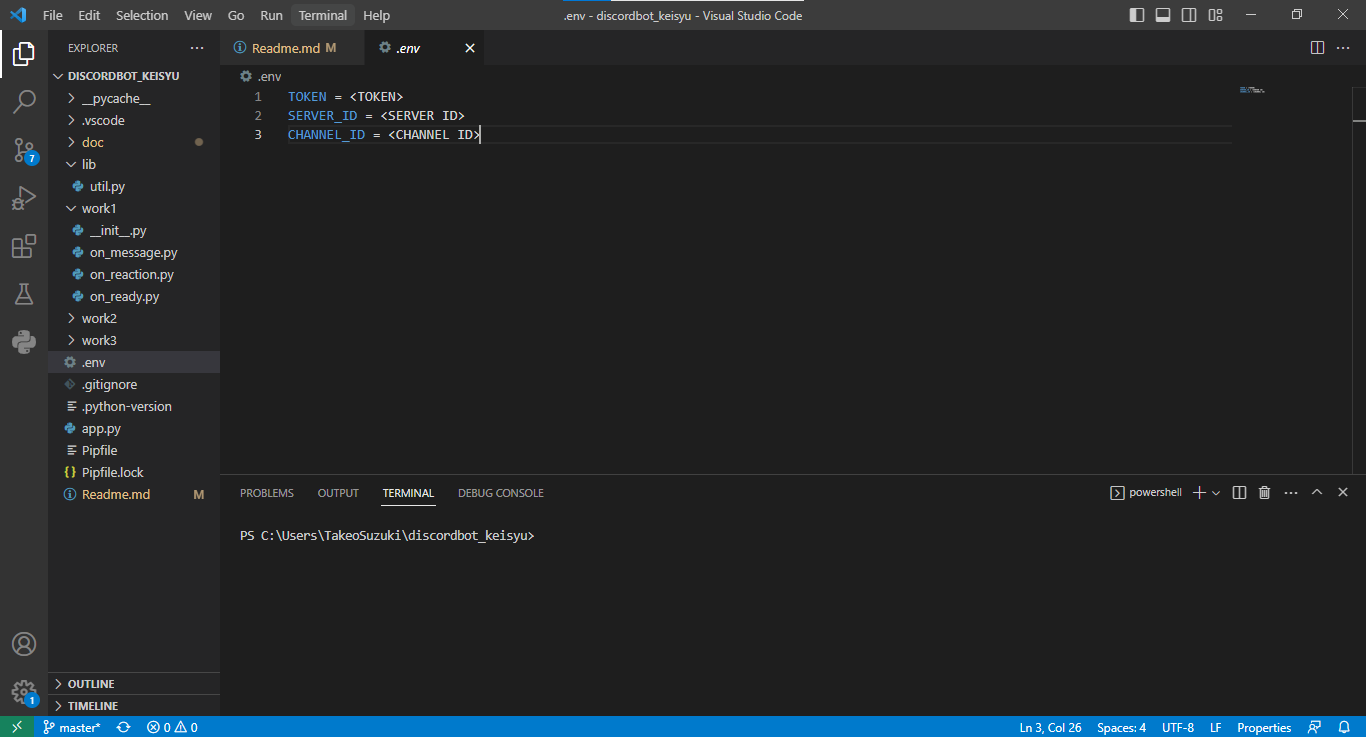 File Edit Selection View Go Run Terminal Help
.env - discordbot_keisyu - Visual Studio Code
EXPLORER
DISCORDBOT_KEISYU
__pycache__
.vscode
doc
lib
util.py
work1
__init__.py
on_message.py
on_reaction.py
on_ready.py
work2
work3
.env
.gitignore
.python-version
app.py
Pipfile
Pipfile.lock
Readme.md M
OUTLINE
TIMELINE
7
1
Readme.md M
.env
.env
1 TOKEN = <TOKEN>
2 SERVER_ID = <SERVER ID>
3 CHANNEL_ID = <CHANNEL ID>
PROBLEMS OUTPUT TERMINAL DEBUG CONSOLE
powershell
PS C:\Users\TakeoSuzuki\discordbot_keisyu>
master* 0 0
Ln 3, Col 26 Spaces: 4 UTF-8 LF Properties